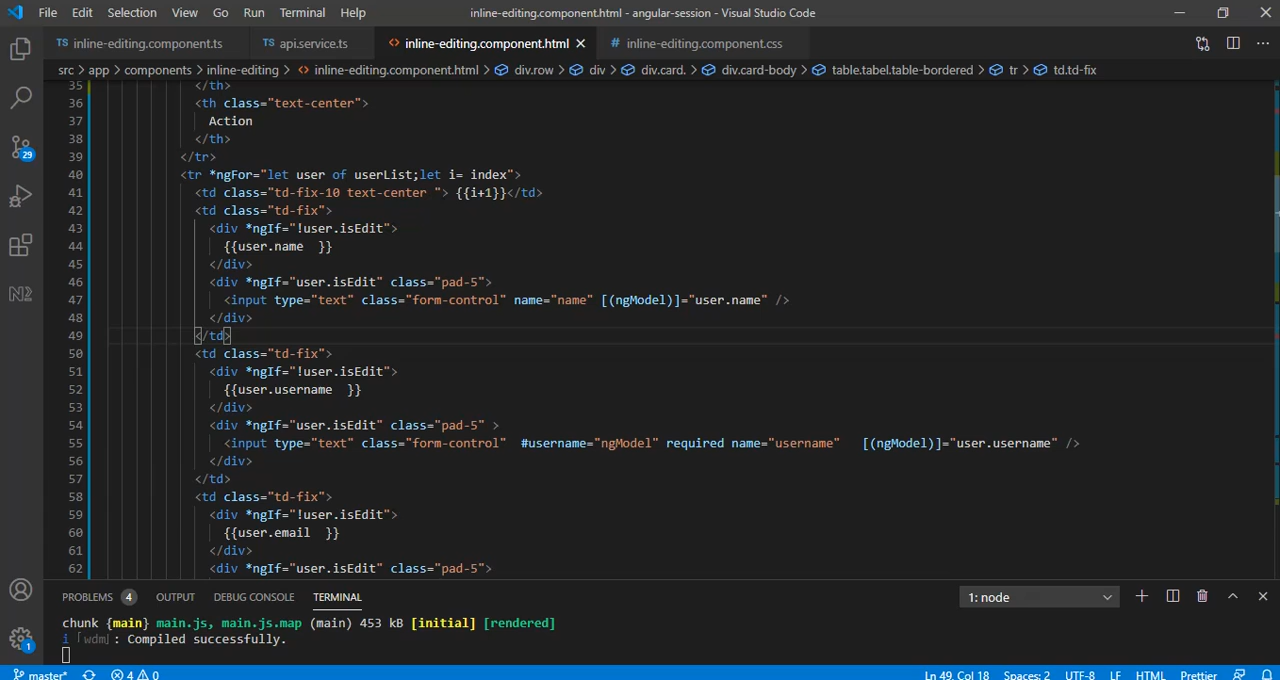 File Edit Selection View Go Run Terminal Help inline-editing.component.html - angular-session - Visual Studio Code
TS inline-editing.component.ts TS api.service.ts <> inline-editing.component.html # inline-editing.component.css
src > app > components > inline-editing > <> inline-editing.component.html > div.row > div > div.card. > div.card-body > table.tabel.table-bordered > tr > td.td-fix
35 </th>
36 <th class="text-center">
37 Action
38 </th>
39 </tr>
40 <tr *ngFor="let user of userList;let i= index">
41 <td class="td-fix-10 text-center "> {{i+1}}</td>
42 <td class="td-fix">
43 <div *ngIf="!user.isEdit">
44 {{user.name  }}
45 </div>
46 <div *ngIf="user.isEdit" class="pad-5">
47 <input type="text" class="form-control" name="name" [(ngModel)]="user.name" />
48 </div>
49 </td>
50 <td class="td-fix">
51 <div *ngIf="!user.isEdit">
52 {{user.username  }}
53 </div>
54 <div *ngIf="user.isEdit" class="pad-5" >
55 <input type="text" class="form-control"  #username="ngModel" required name="username"   [(ngModel)]="user.username" />
56 </div>
57 </td>
58 <td class="td-fix">
59 <div *ngIf="!user.isEdit">
60 {{user.email  }}
61 </div>
62 <div *ngIf="user.isEdit" class="pad-5">
29
1
PROBLEMS 4 OUTPUT DEBUG CONSOLE TERMINAL 1: node
chunk {main} main.js, main.js.map (main) 453 kB [initial] [rendered]
i ｢wdm｣: Compiled successfully.
master* 4 0 Ln 49, Col 18 Spaces: 2 UTF-8 LF HTML Prettier